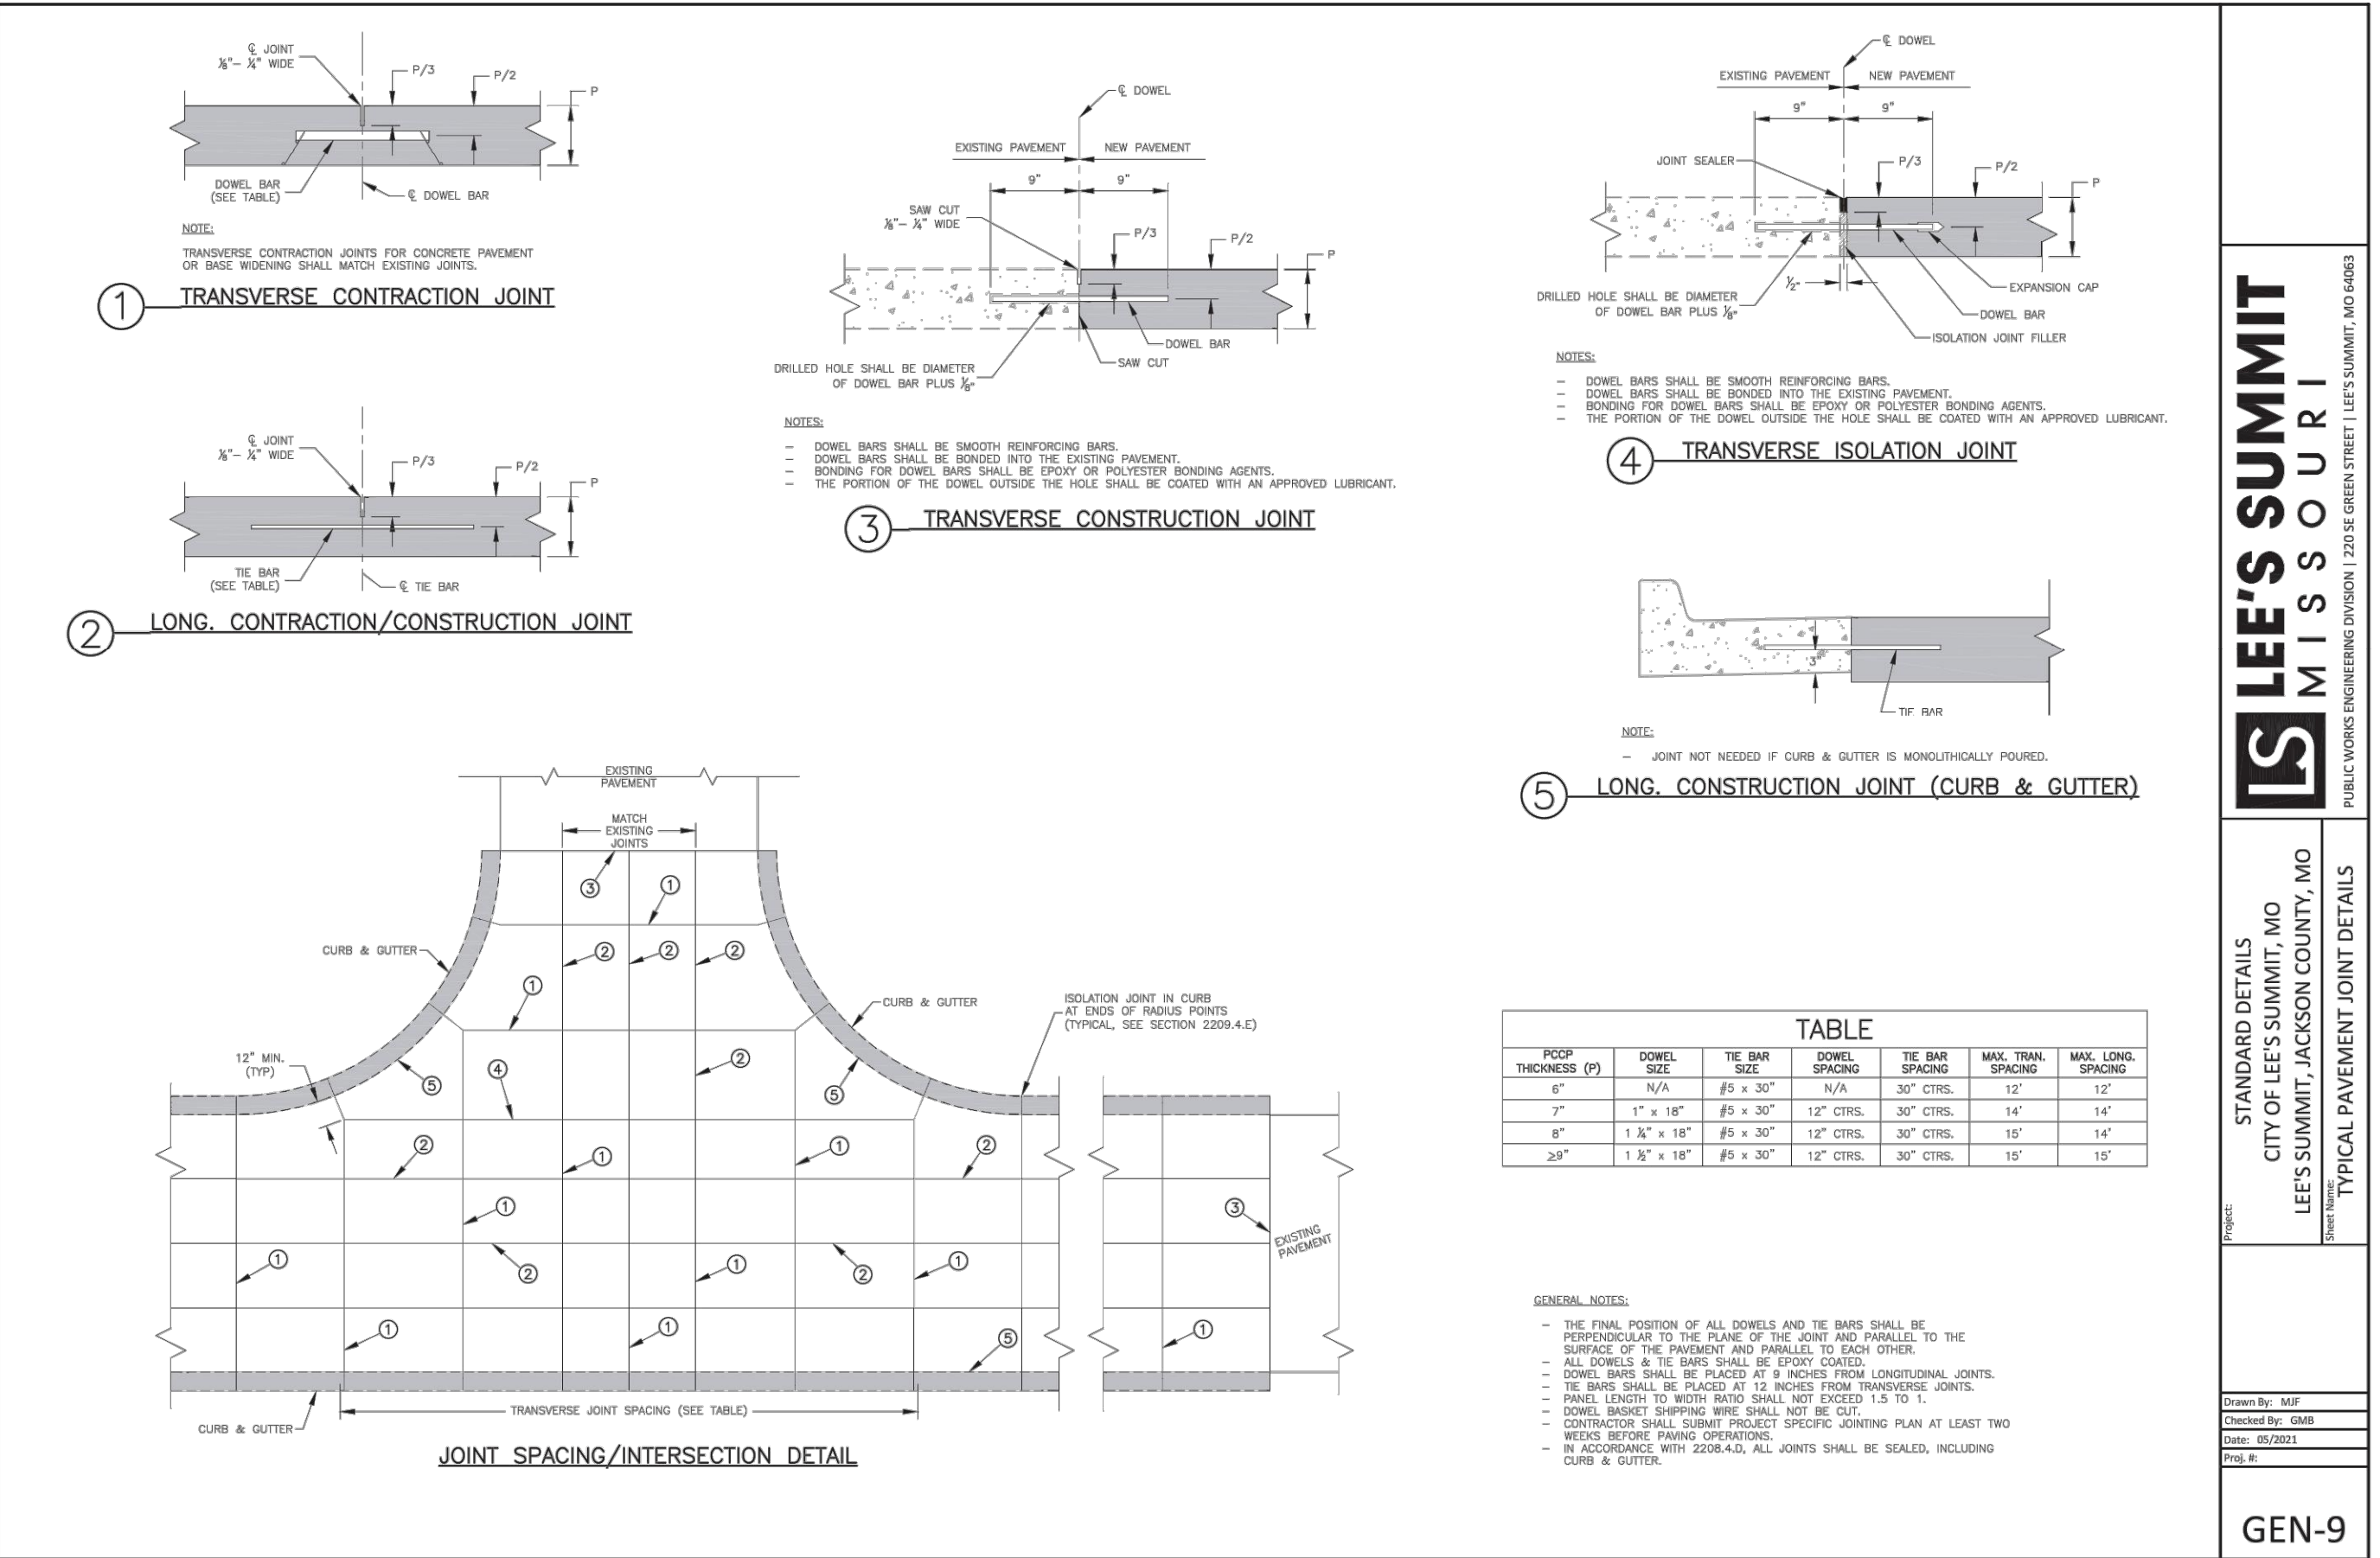 ℄ JOINT
⅛"– ¼" WIDE
P/3
P/2
P
DOWEL BAR
(SEE TABLE)
℄ DOWEL BAR
NOTE:
TRANSVERSE CONTRACTION JOINTS FOR CONCRETE PAVEMENT
OR BASE WIDENING SHALL MATCH EXISTING JOINTS.
1
TRANSVERSE CONTRACTION JOINT
℄ JOINT
⅛"– ¼" WIDE
P/3
P/2
P
TIE BAR
(SEE TABLE)
℄ TIE BAR
2
LONG. CONTRACTION/CONSTRUCTION JOINT
℄ DOWEL
EXISTING PAVEMENT
NEW PAVEMENT
9"
9"
SAW CUT
⅛"– ¼" WIDE
P/3
P/2
P
DOWEL BAR
SAW CUT
DRILLED HOLE SHALL BE DIAMETER
OF DOWEL BAR PLUS ⅛"
NOTES:
– DOWEL BARS SHALL BE SMOOTH REINFORCING BARS.
– DOWEL BARS SHALL BE BONDED INTO THE EXISTING PAVEMENT.
– BONDING FOR DOWEL BARS SHALL BE EPOXY OR POLYESTER BONDING AGENTS.
– THE PORTION OF THE DOWEL OUTSIDE THE HOLE SHALL BE COATED WITH AN APPROVED LUBRICANT.
3
TRANSVERSE CONSTRUCTION JOINT
℄ DOWEL
EXISTING PAVEMENT
NEW PAVEMENT
9"
9"
JOINT SEALER
P/3
P/2
P
½"
EXPANSION CAP
DRILLED HOLE SHALL BE DIAMETER
OF DOWEL BAR PLUS ⅛"
DOWEL BAR
ISOLATION JOINT FILLER
NOTES:
– DOWEL BARS SHALL BE SMOOTH REINFORCING BARS.
– DOWEL BARS SHALL BE BONDED INTO THE EXISTING PAVEMENT.
– BONDING FOR DOWEL BARS SHALL BE EPOXY OR POLYESTER BONDING AGENTS.
– THE PORTION OF THE DOWEL OUTSIDE THE HOLE SHALL BE COATED WITH AN APPROVED LUBRICANT.
4
TRANSVERSE ISOLATION JOINT
3"
TIE BAR
NOTE:
– JOINT NOT NEEDED IF CURB & GUTTER IS MONOLITHICALLY POURED.
5
LONG. CONSTRUCTION JOINT (CURB & GUTTER)
EXISTING
PAVEMENT
MATCH
EXISTING
JOINTS
3
1
CURB & GUTTER
2
2
2
1
CURB & GUTTER
ISOLATION JOINT IN CURB
AT ENDS OF RADIUS POINTS
(TYPICAL, SEE SECTION 2209.4.E)
12" MIN.
(TYP)
4
2
5
5
2
1
1
2
1
3
EXISTING
PAVEMENT
1
2
1
2
1
1
1
5
1
TRANSVERSE JOINT SPACING (SEE TABLE)
CURB & GUTTER
JOINT SPACING/INTERSECTION DETAIL
TABLE
PCCP THICKNESS (P) DOWEL SIZE TIE BAR SIZE DOWEL SPACING TIE BAR SPACING MAX. TRAN. SPACING MAX. LONG. SPACING
6" N/A #5 x 30" N/A 30" CTRS. 12' 12'
7" 1" x 18" #5 x 30" 12" CTRS. 30" CTRS. 14' 14'
8" 1 ¼" x 18" #5 x 30" 12" CTRS. 30" CTRS. 15' 14'
≥9" 1 ½" x 18" #5 x 30" 12" CTRS. 30" CTRS. 15' 15'
GENERAL NOTES:
– THE FINAL POSITION OF ALL DOWELS AND TIE BARS SHALL BE
PERPENDICULAR TO THE PLANE OF THE JOINT AND PARALLEL TO THE
SURFACE OF THE PAVEMENT AND PARALLEL TO EACH OTHER.
– ALL DOWELS & TIE BARS SHALL BE EPOXY COATED.
– DOWEL BARS SHALL BE PLACED AT 9 INCHES FROM LONGITUDINAL JOINTS.
– TIE BARS SHALL BE PLACED AT 12 INCHES FROM TRANSVERSE JOINTS.
– PANEL LENGTH TO WIDTH RATIO SHALL NOT EXCEED 1.5 TO 1.
– DOWEL BASKET SHIPPING WIRE SHALL NOT BE CUT.
– CONTRACTOR SHALL SUBMIT PROJECT SPECIFIC JOINTING PLAN AT LEAST TWO
WEEKS BEFORE PAVING OPERATIONS.
– IN ACCORDANCE WITH 2208.4.D, ALL JOINTS SHALL BE SEALED, INCLUDING
CURB & GUTTER.
LS
LEE'S SUMMIT
MISSOURI
PUBLIC WORKS ENGINEERING DIVISION | 220 SE GREEN STREET | LEE'S SUMMIT, MO 64063
Project:
STANDARD DETAILS
CITY OF LEE'S SUMMIT, MO
LEE'S SUMMIT, JACKSON COUNTY, MO
Sheet Name:
TYPICAL PAVEMENT JOINT DETAILS
Drawn By: MJF
Checked By: GMB
Date: 05/2021
Proj. #:
GEN-9